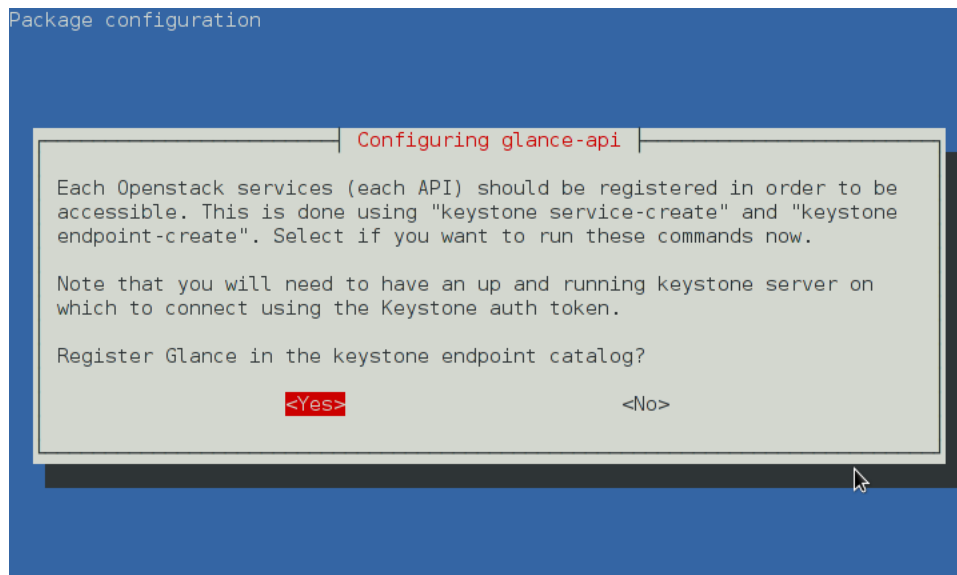 Package configuration
Configuring glance-api
Each Openstack services (each API) should be registered in order to be
accessible. This is done using "keystone service-create" and "keystone
endpoint-create". Select if you want to run these commands now.
Note that you will need to have an up and running keystone server on
which to connect using the Keystone auth token.
Register Glance in the keystone endpoint catalog?
<Yes> <No>